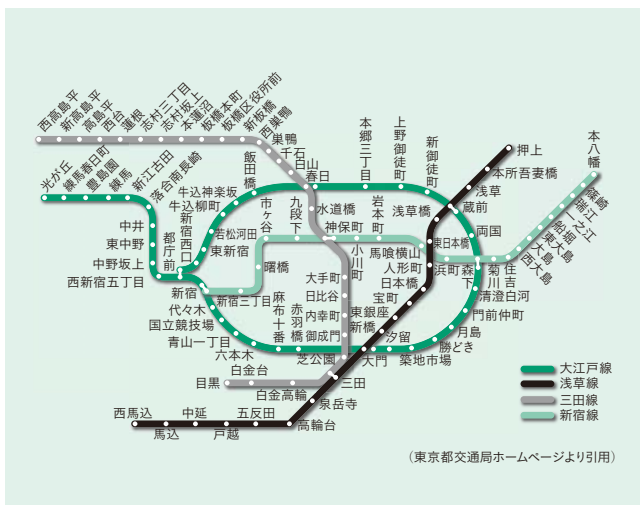 西高島平
新高島平
高島平
西台
蓮根
志村三丁目
志村坂上
本蓮沼
板橋本町
板橋区役所前
新板橋
西巣鴨
巣鴨
千石
白山
春日
光が丘
練馬春日町
豊島園
練馬
新江古田
落合南長崎
中井
東中野
中野坂上
西新宿五丁目
都庁前
新宿西口
東新宿
若松河田
牛込柳町
牛込神楽坂
飯田橋
本郷三丁目
上野御徒町
新御徒町
蔵前
両国
森下
清澄白河
門前仲町
月島
勝どき
築地市場
汐留
大門
赤羽橋
麻布十番
六本木
青山一丁目
国立競技場
代々木
新宿
新宿三丁目
曙橋
市ヶ谷
九段下
神保町
小川町
岩本町
馬喰横山
浜町
菊川
住吉
西大島
大島
東大島
船堀
一之江
瑞江
篠崎
本八幡
水道橋
大手町
日比谷
内幸町
御成門
芝公園
三田
白金高輪
白金台
目黒
押上
本所吾妻橋
浅草
浅草橋
東日本橋
人形町
日本橋
宝町
東銀座
新橋
泉岳寺
高輪台
五反田
戸越
中延
馬込
西馬込
大江戸線
浅草線
三田線
新宿線
（東京都交通局ホームページより引用）